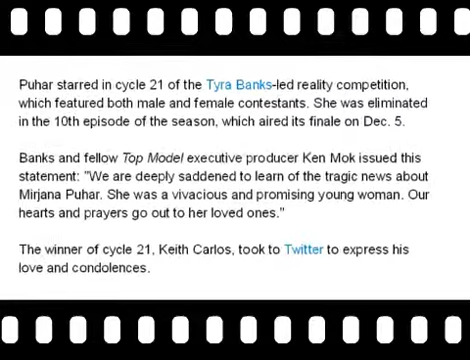 Puhar starred in cycle 21 of the Tyra Banks-led reality competition,
which featured both male and female contestants. She was eliminated
in the 10th episode of the season, which aired its finale on Dec. 5.
Banks and fellow Top Model executive producer Ken Mok issued this
statement: "We are deeply saddened to learn of the tragic news about
Mirjana Puhar. She was a vivacious and promising young woman. Our
hearts and prayers go out to her loved ones."
The winner of cycle 21, Keith Carlos, took to Twitter to express his
love and condolences.